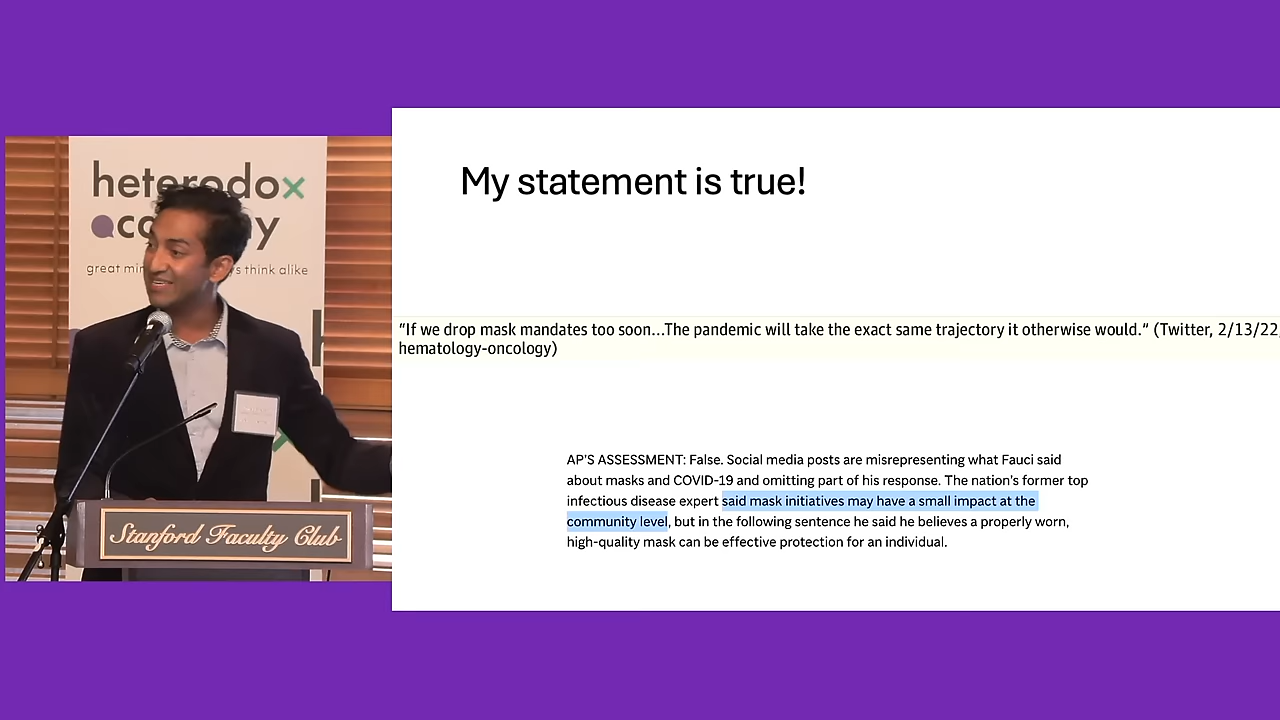 heterodox
great min
s think alike
Stanford Faculty Club
My statement is true!
"If we drop mask mandates too soon...The pandemic will take the exact same trajectory it otherwise would." (Twitter, 2/13/22,
hematology-oncology)
AP'S ASSESSMENT: False. Social media posts are misrepresenting what Fauci said
about masks and COVID-19 and omitting part of his response. The nation's former top
infectious disease expert said mask initiatives may have a small impact at the
community level, but in the following sentence he said he believes a properly worn,
high-quality mask can be effective protection for an individual.